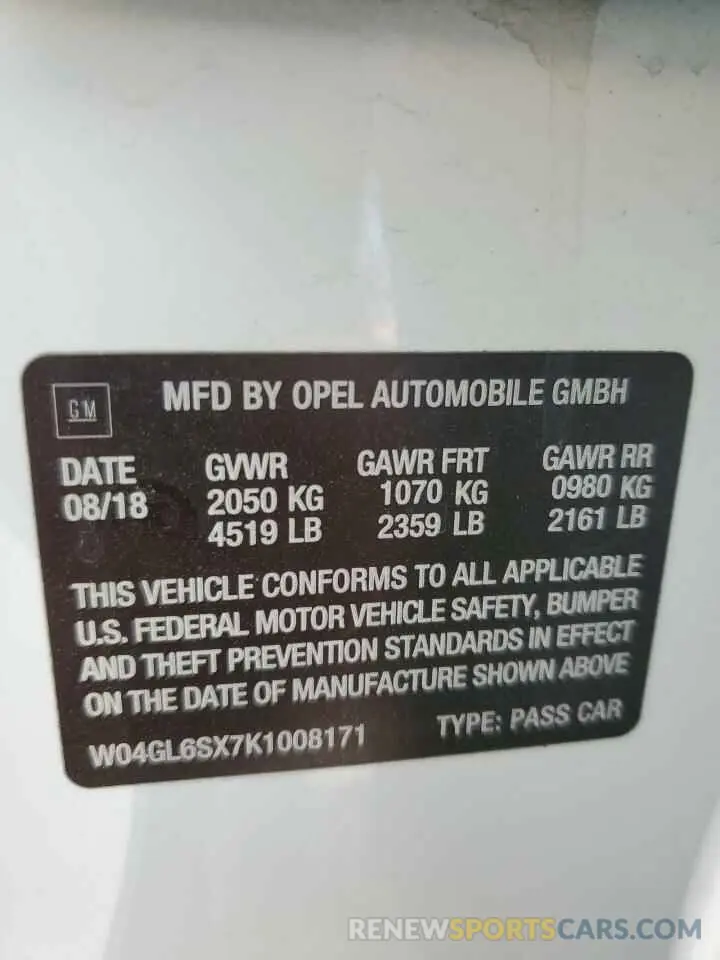 GM
MFD BY OPEL AUTOMOBILE GMBH
DATE GVWR GAWR FRT GAWR RR
08/18 2050 KG 1070 KG 0980 KG
4519 LB 2359 LB 2161 LB
THIS VEHICLE CONFORMS TO ALL APPLICABLE
U.S. FEDERAL MOTOR VEHICLE SAFETY, BUMPER
AND THEFT PREVENTION STANDARDS IN EFFECT
ON THE DATE OF MANUFACTURE SHOWN ABOVE
W04GL6SX7K1008171 TYPE: PASS CAR
RENEWSPORTSCARS.COM